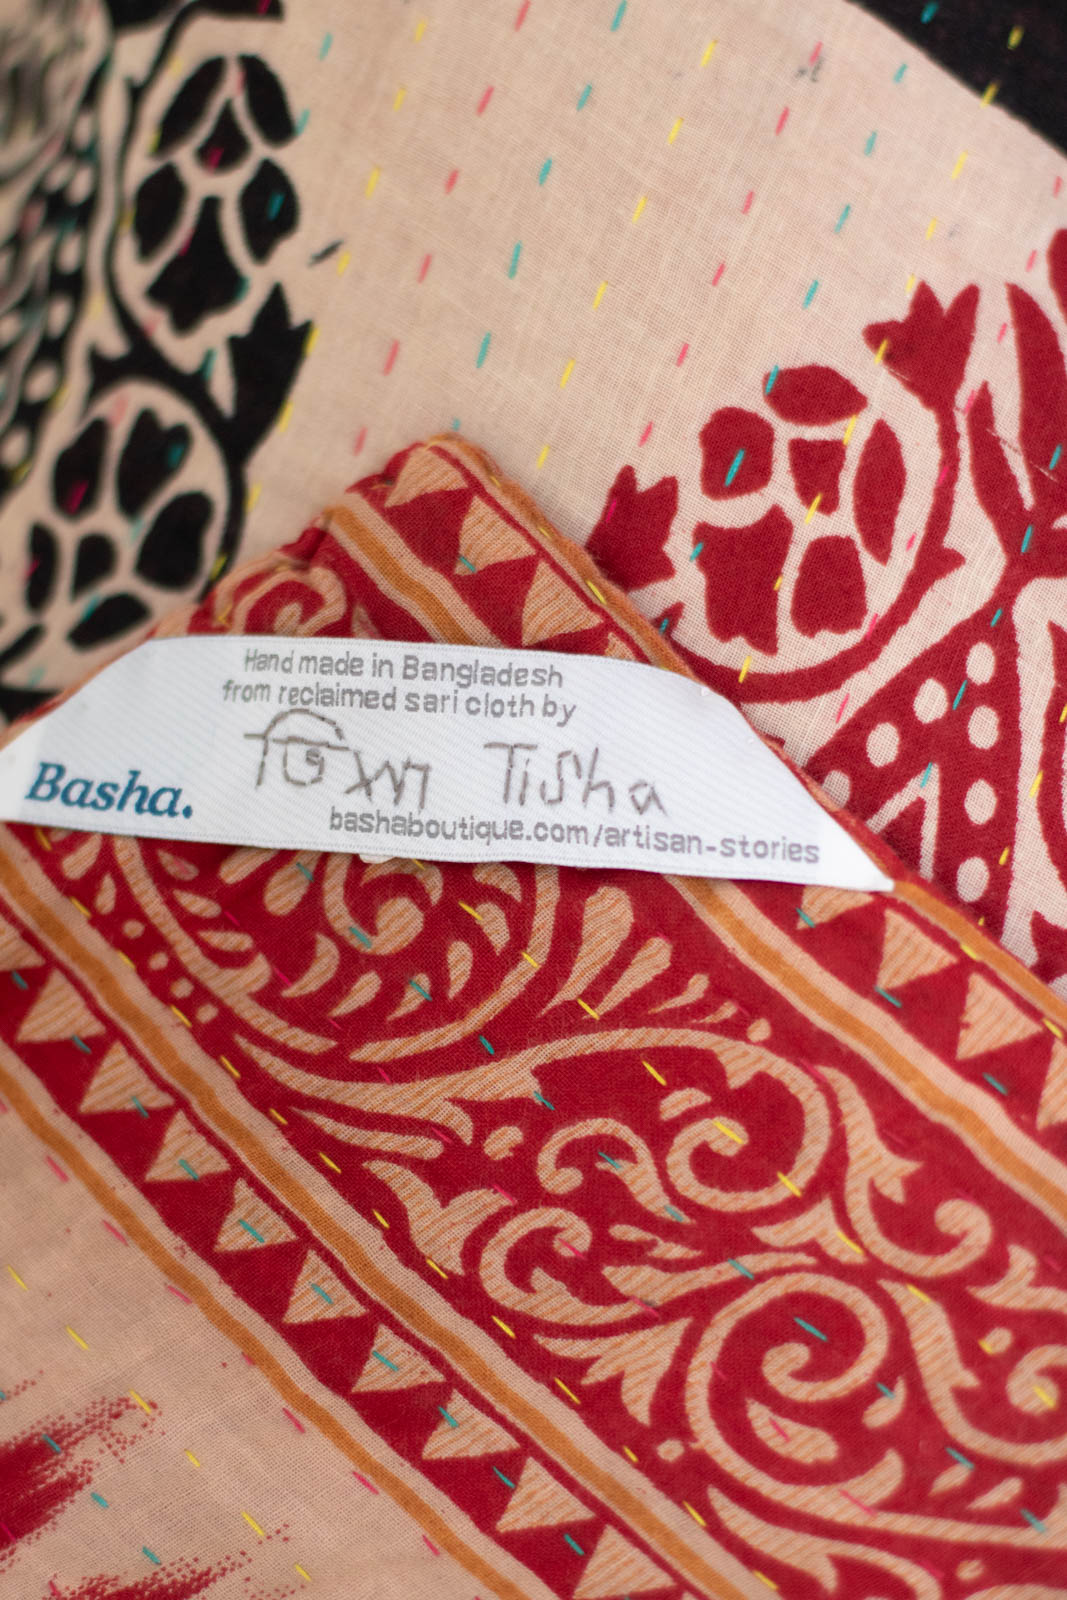 Hand made in Bangladesh
from reclaimed sari cloth by
তিশা Tisha
Basha.
bashaboutique.com/artisan-stories